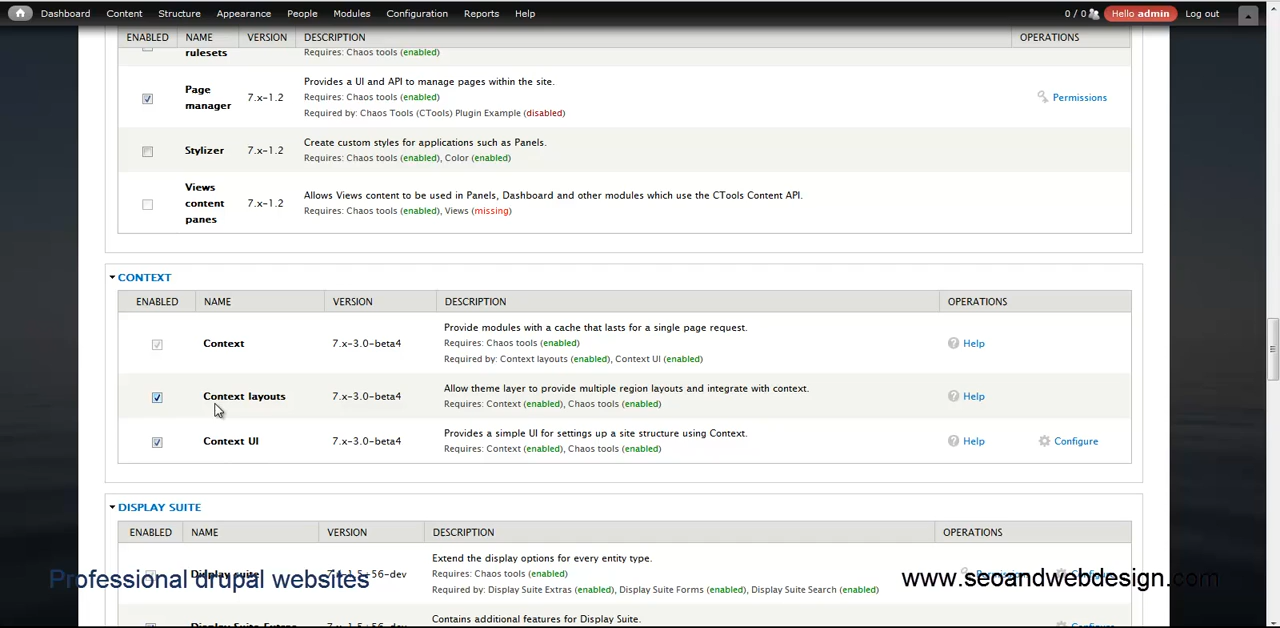 Dashboard Content Structure Appearance People Modules Configuration Reports Help 0 / 0 Hello admin Log out
ENABLED NAME VERSION DESCRIPTION OPERATIONS
rulesets Requires: Chaos tools (enabled)
Page manager 7.x-1.2 Provides a UI and API to manage pages within the site.
Requires: Chaos tools (enabled) Permissions
Required by: Chaos Tools (CTools) Plugin Example (disabled)
Stylizer 7.x-1.2 Create custom styles for applications such as Panels.
Requires: Chaos tools (enabled), Color (enabled)
Views content panes 7.x-1.2 Allows Views content to be used in Panels, Dashboard and other modules which use the CTools Content API.
Requires: Chaos tools (enabled), Views (missing)
CONTEXT
ENABLED NAME VERSION DESCRIPTION OPERATIONS
Context 7.x-3.0-beta4 Provide modules with a cache that lasts for a single page request.
Requires: Chaos tools (enabled) Help
Required by: Context layouts (enabled), Context UI (enabled)
Context layouts 7.x-3.0-beta4 Allow theme layer to provide multiple region layouts and integrate with context. Help
Requires: Context (enabled), Chaos tools (enabled)
Context UI 7.x-3.0-beta4 Provides a simple UI for settings up a site structure using Context. Help Configure
Requires: Context (enabled), Chaos tools (enabled)
DISPLAY SUITE
ENABLED NAME VERSION DESCRIPTION OPERATIONS
Extend the display options for every entity type.
Display suite 7.x-1.5+56-dev Requires: Chaos tools (enabled)
Professional drupal websites www.seoandwebdesign.com
Required by: Display Suite Extras (enabled), Display Suite Forms (enabled), Display Suite Search (enabled)
Contains additional features for Display Suite.
Display Suite Extras